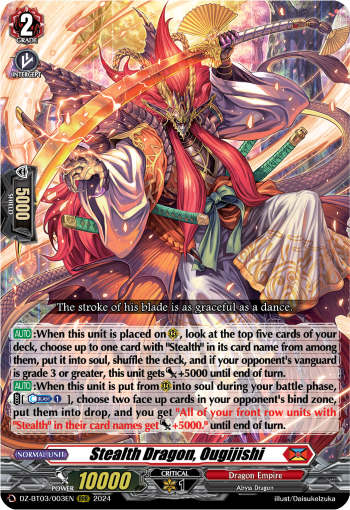 2
GRADE
INTERCEPT
5000
SHIELD
The stroke of his blade is as graceful as a dance.
AUTO:When this unit is placed on , look at the top five cards of your
deck, choose up to one card with "Stealth" in its card name from among
them, put it into soul, shuffle the deck, and if your opponent's vanguard
is grade 3 or greater, this unit gets +5000 until end of turn.
AUTO:When this unit is put from into soul during your battle phase,
[BLAST 1], choose two face up cards in your opponent's bind zone,
put them into drop, and you get "All of your front row units with
"Stealth" in their card names get +5000." until end of turn.
NORMAL UNIT
Stealth Dragon, Ougijishi
POWER 10000
CRITICAL
1
Dragon Empire
Abyss Dragon
DZ-BT03/003EN RRR 2024
illust/DaisukeIzuka